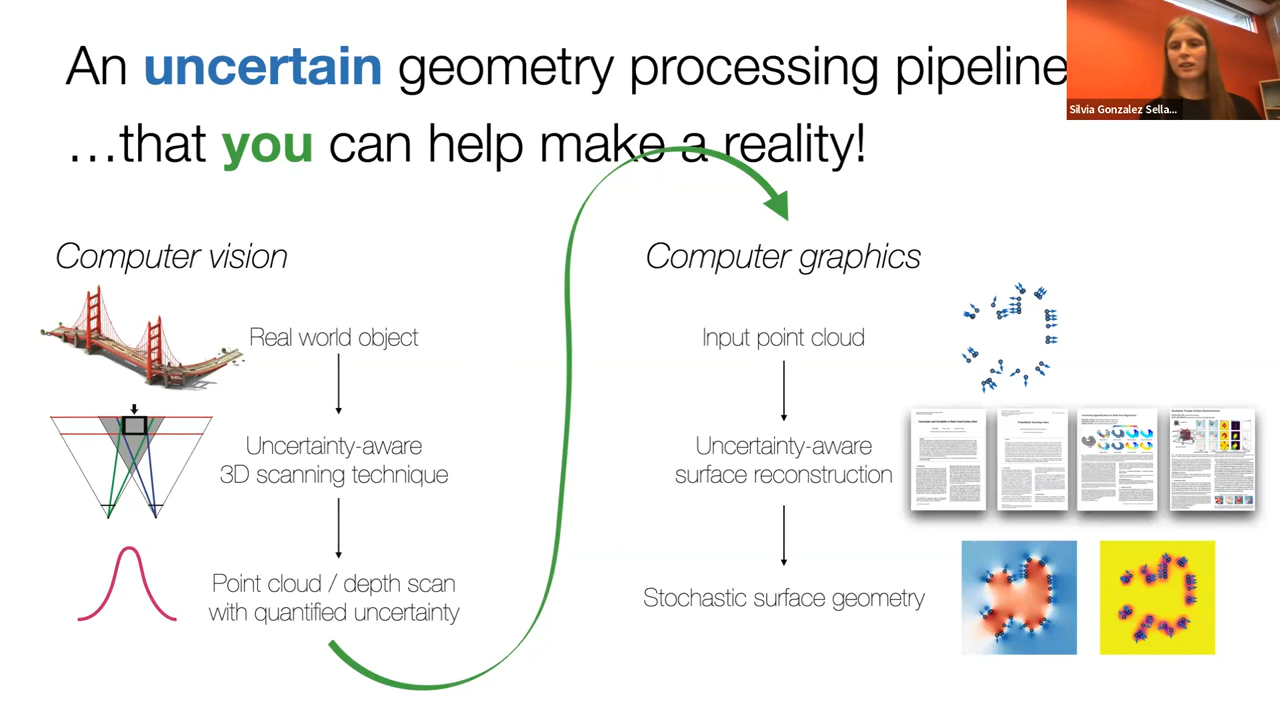 An uncertain geometry processing pipeline
…that you can help make a reality!
Silvia Gonzalez Sella...
Computer vision
Real world object
Uncertainty-aware
3D scanning technique
Point cloud / depth scan
with quantified uncertainty
Computer graphics
Input point cloud
Uncertainty-aware
surface reconstruction
Stochastic surface geometry